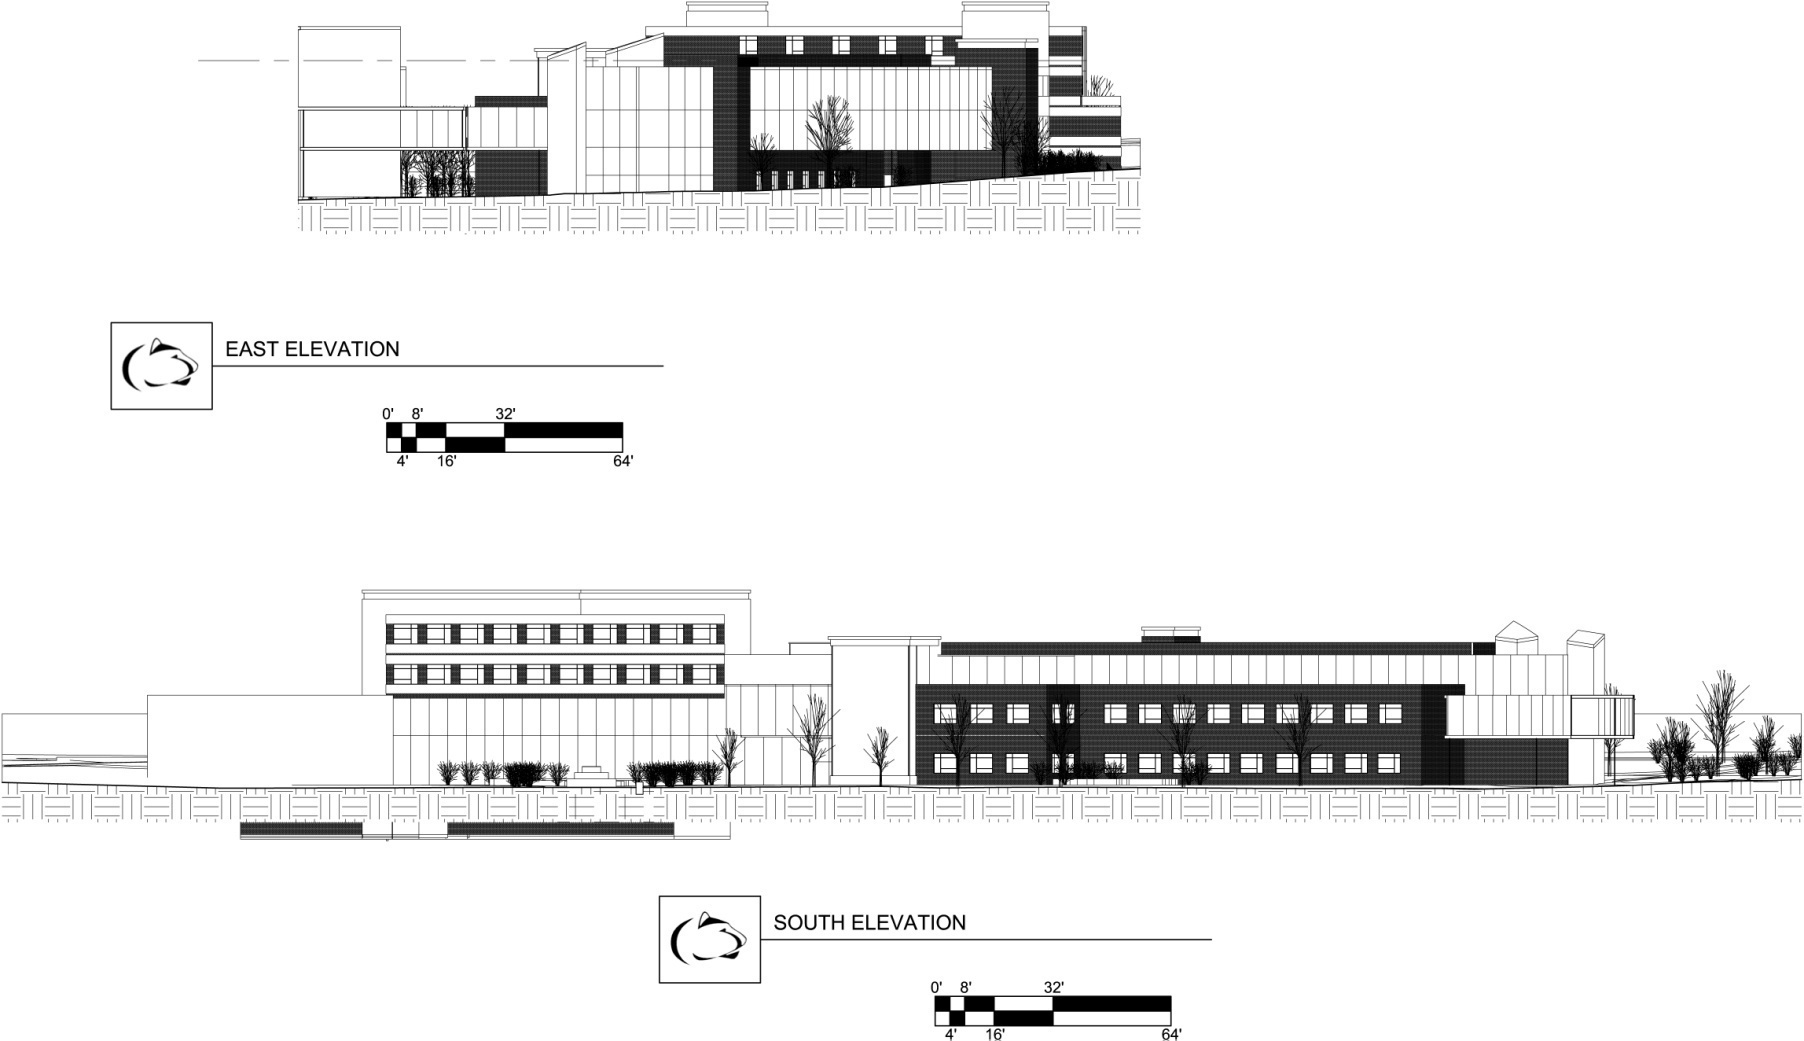 EAST ELEVATION
0' 8' 32'
4' 16' 64'
SOUTH ELEVATION
0' 8' 32'
4' 16' 64'